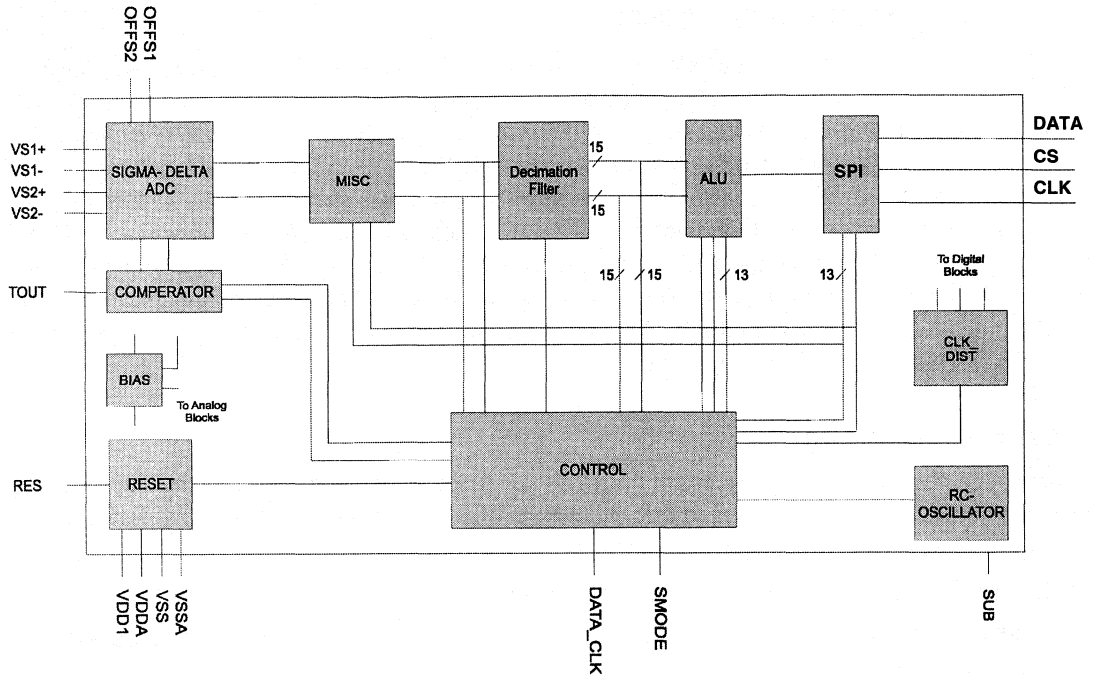 OFFS1
OFFS2
VS1+
VS1-
VS2+
VS2-
SIGMA- DELTA
ADC
MISC
Decimation
Filter
15
15
ALU
SPI
DATA
CS
CLK
TOUT
COMPERATOR
15
15
13
13
To Digital
Blocks
CLK_
DIST
BIAS
To Analog
Blocks
RES
RESET
CONTROL
RC-
OSCILLATOR
VDD1
VDDA
VSS
VSSA
DATA_CLK
SMODE
SUB